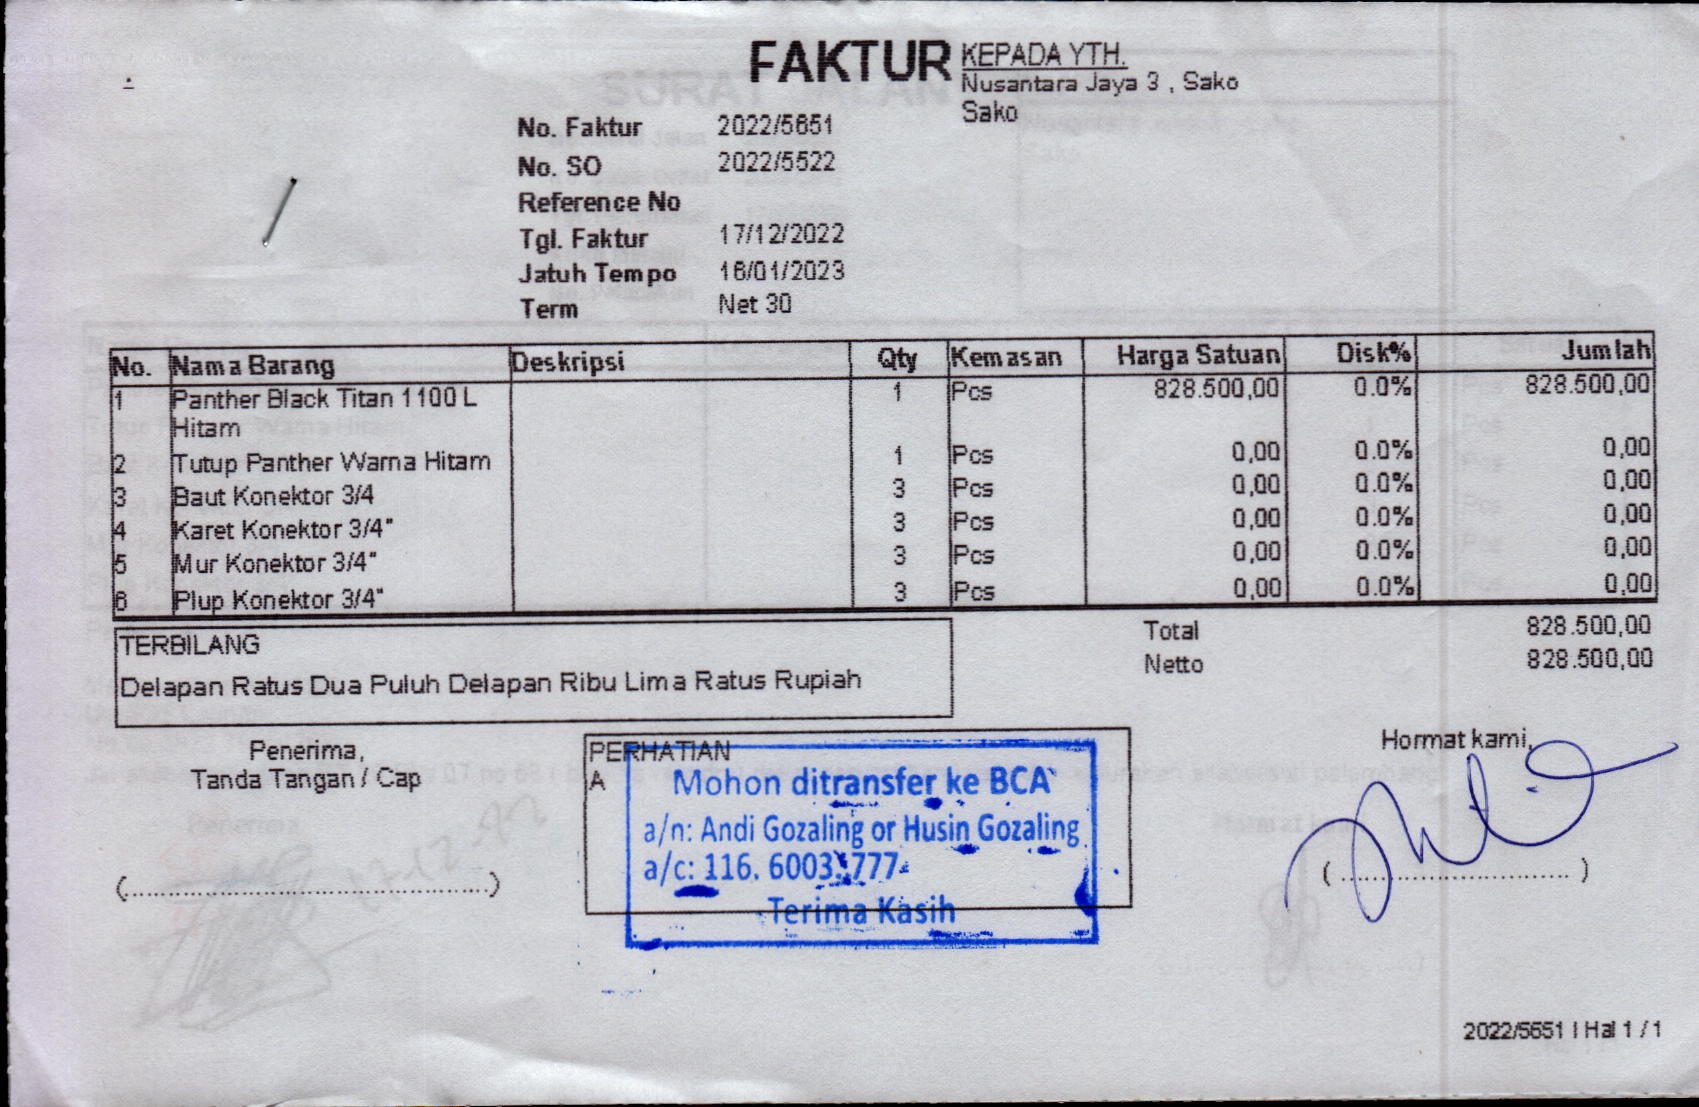 FAKTUR
KEPADA YTH.
Nusantara Jaya 3 , Sako
Sako
No. Faktur 2022/5651
No. SO 2022/5522
Reference No
Tgl. Faktur 17/12/2022
Jatuh Tempo 16/01/2023
Term Net 30
No. Nama Barang Deskripsi Qty Kemasan Harga Satuan Disk% Jumlah
1 Panther Black Titan 1100 L 1 Pcs 828.500,00 0.0% 828.500,00
Hitam
2 Tutup Panther Warna Hitam 1 Pcs 0,00 0.0% 0,00
3 Baut Konektor 3/4 3 Pcs 0,00 0.0% 0,00
4 Karet Konektor 3/4" 3 Pcs 0,00 0.0% 0,00
5 Mur Konektor 3/4" 3 Pcs 0,00 0.0% 0,00
6 Plup Konektor 3/4" 3 Pcs 0,00 0.0% 0,00
Total 828.500,00
Netto 828.500,00
TERBILANG
Delapan Ratus Dua Puluh Delapan Ribu Lima Ratus Rupiah
Penerima,
Tanda Tangan / Cap
(................................................)
PERHATIAN
A
Mohon ditransfer ke BCA
a/n: Andi Gozaling or Husin Gozaling
a/c: 116. 6003.777
Terima Kasih
Hormat kami,
( ................................ )
2022/5651 | Hal 1 / 1